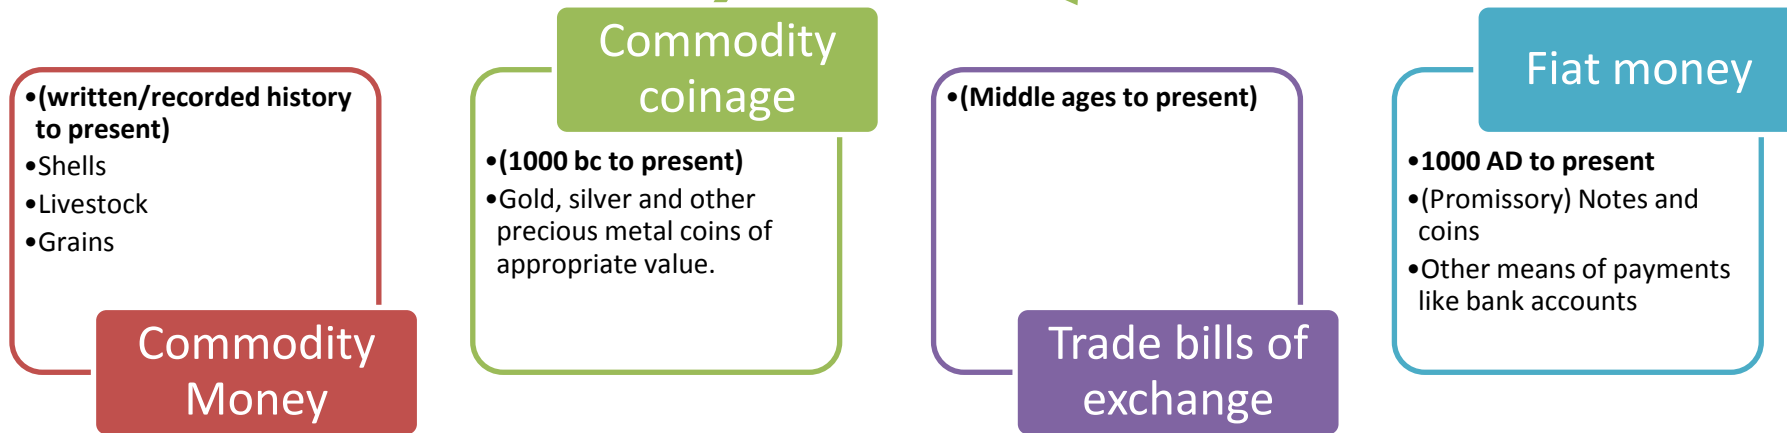 •(written/recorded history
to present)
•Shells
•Livestock
•Grains
Commodity
Money
Commodity
coinage
•(1000 bc to present)
•Gold, silver and other
precious metal coins of
appropriate value.
•(Middle ages to present)
Trade bills of
exchange
Fiat money
•1000 AD to present
•(Promissory) Notes and
coins
•Other means of payments
like bank accounts